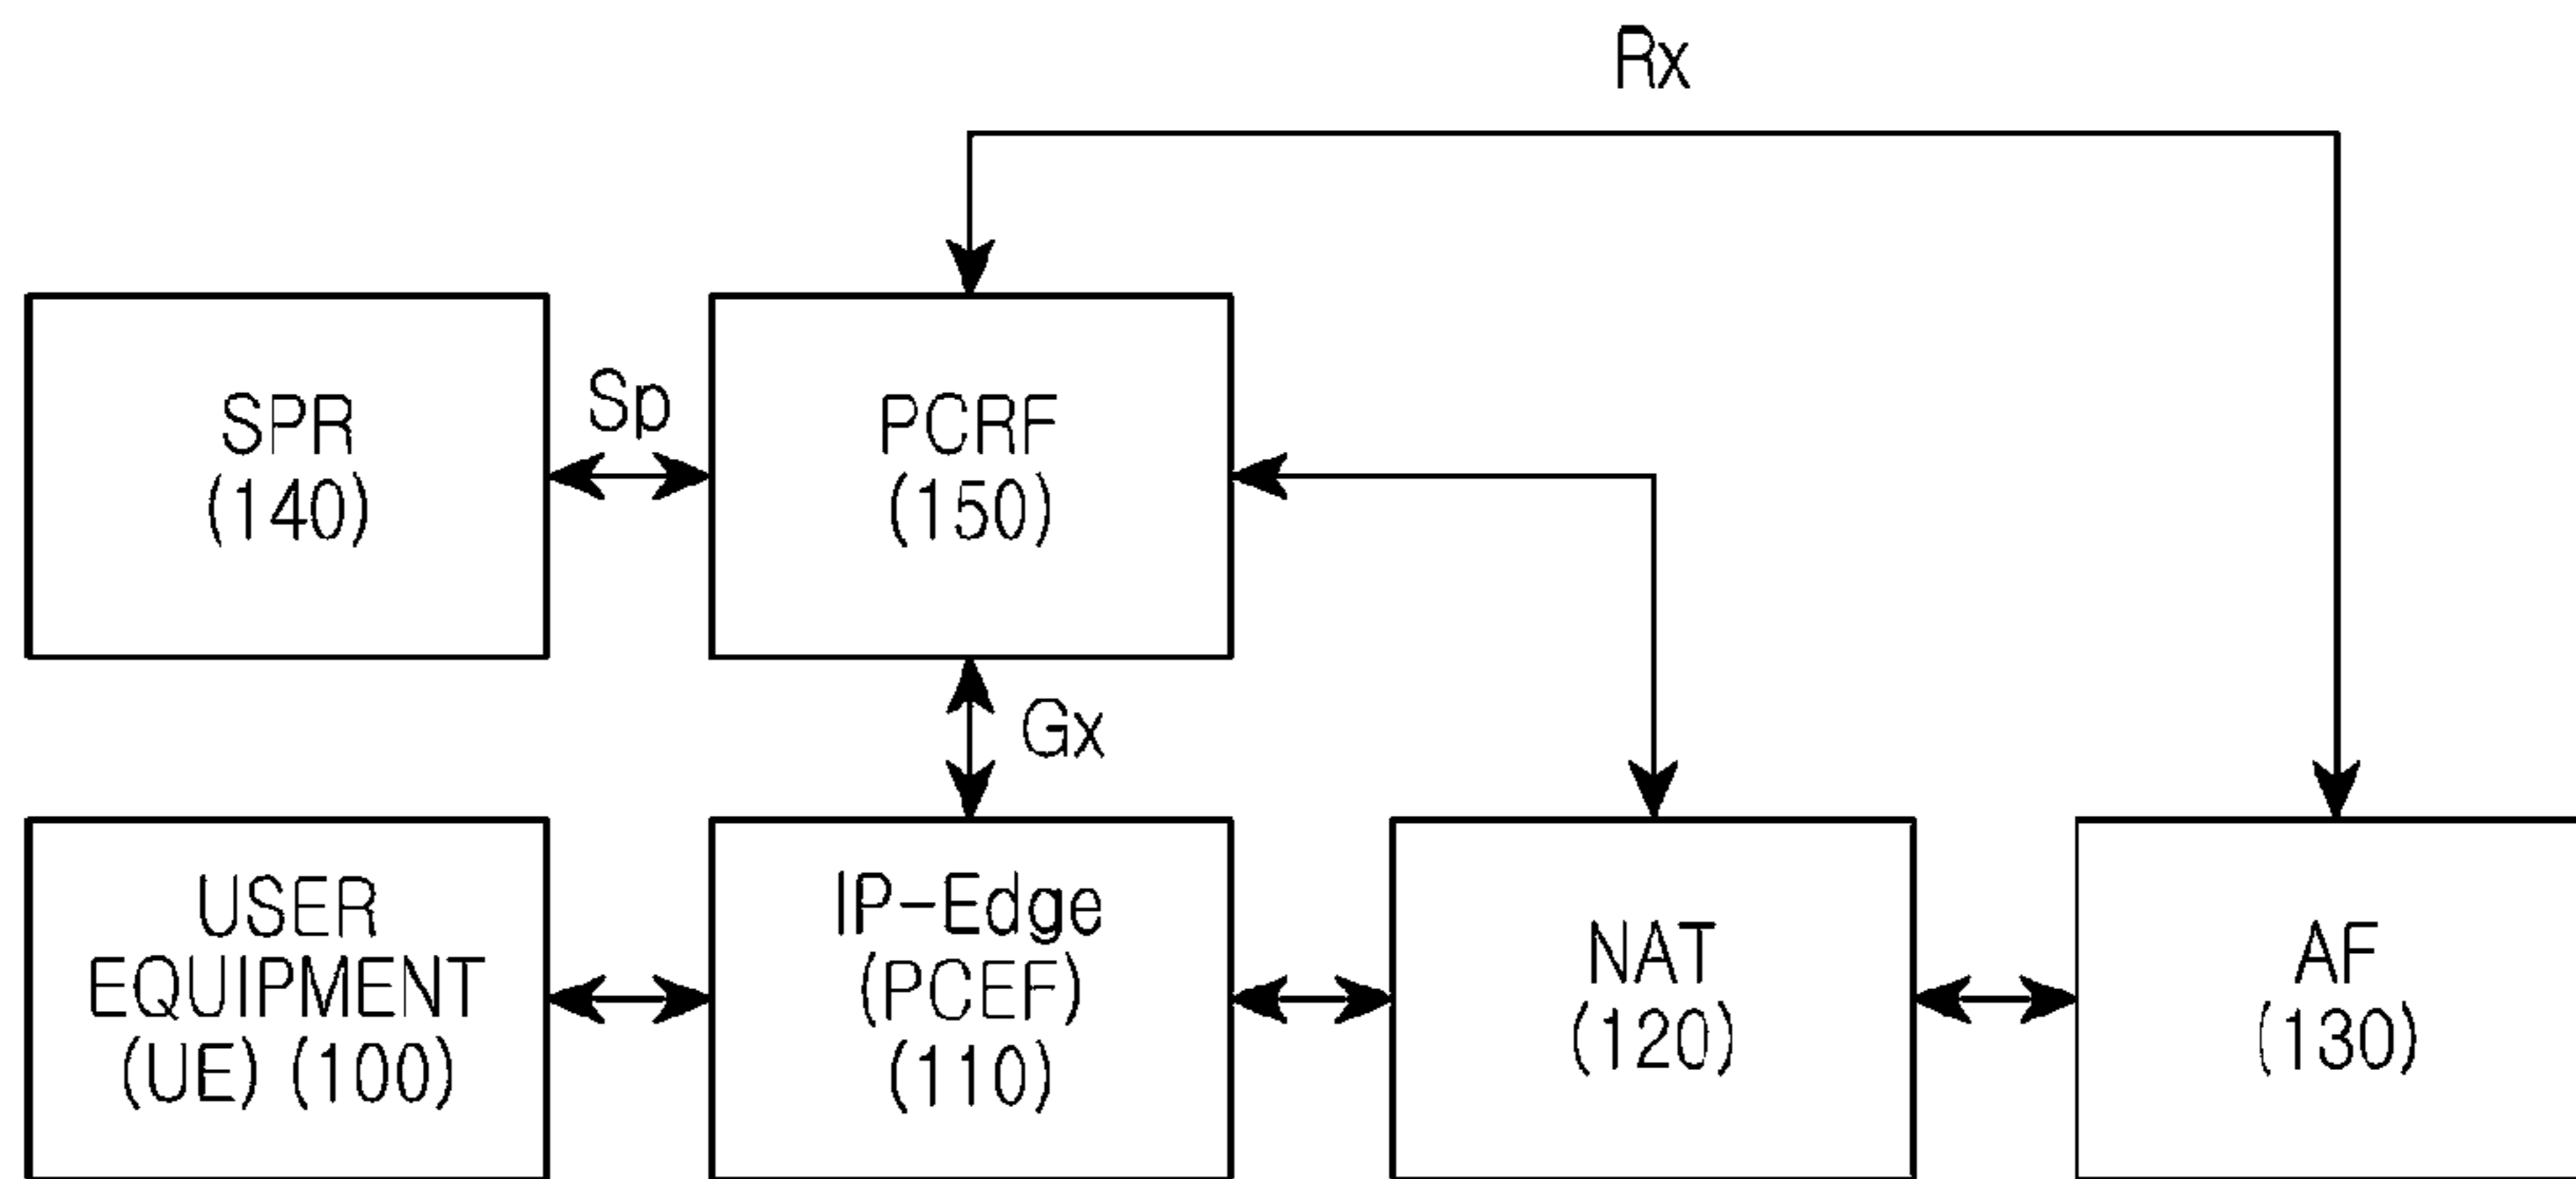 Rx
SPR
(140)
Sp
PCRF
(150)
Gx
USER
EQUIPMENT
(UE) (100)
IP-Edge
(PCEF)
(110)
NAT
(120)
AF
(130)